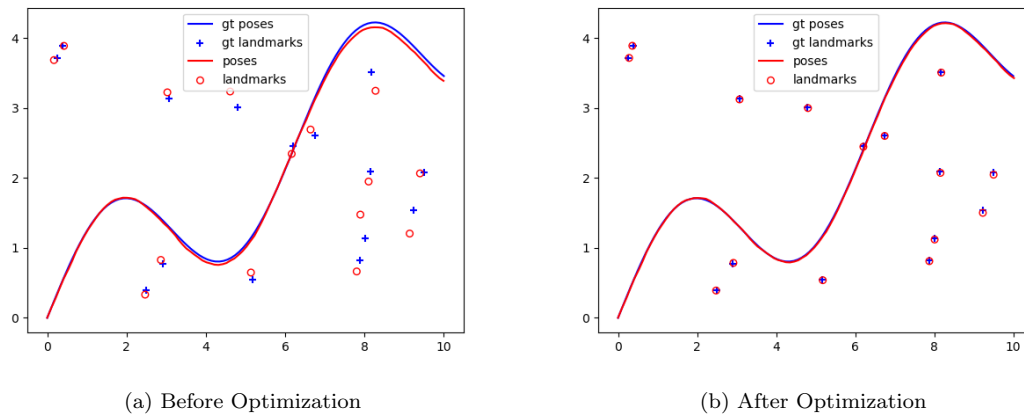 gt poses
gt landmarks
poses
landmarks
4
3
2
1
0
0 2 4 6 8 10
(a) Before Optimization
gt poses
gt landmarks
poses
landmarks
4
3
2
1
0
0 2 4 6 8 10
(b) After Optimization